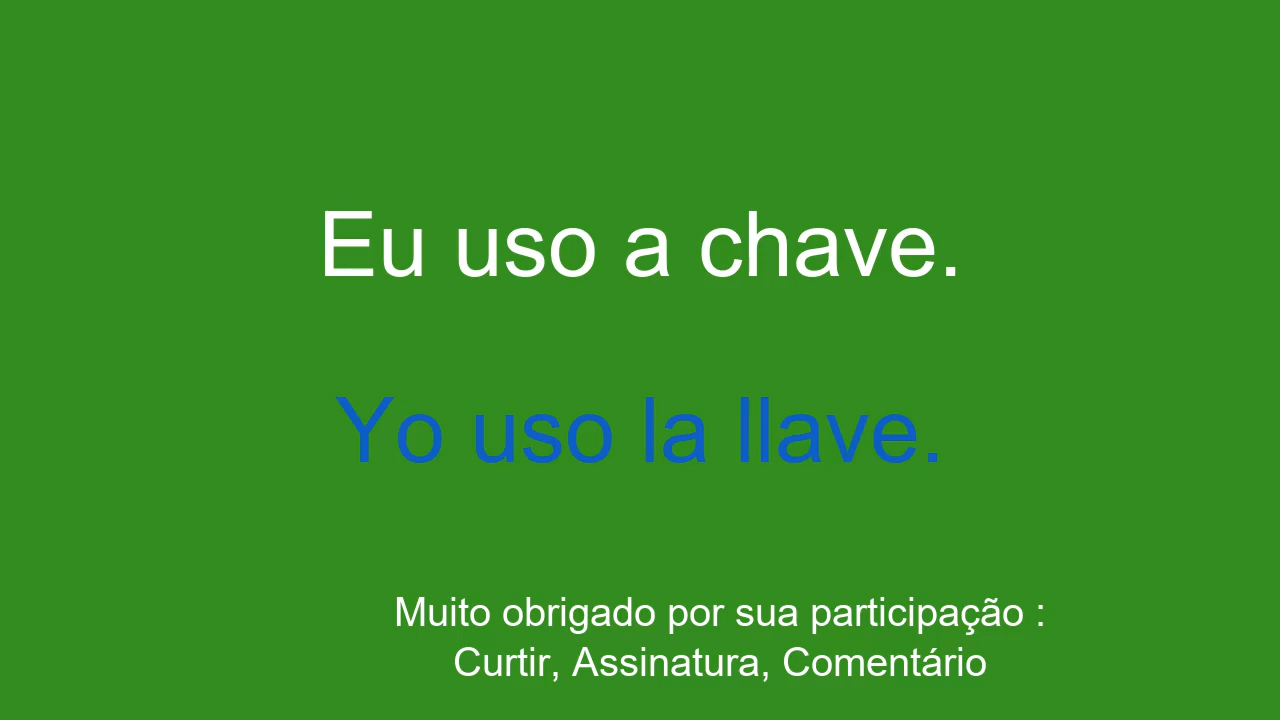 Eu uso a chave.
Yo uso la llave.
Muito obrigado por sua participação :
Curtir, Assinatura, Comentário